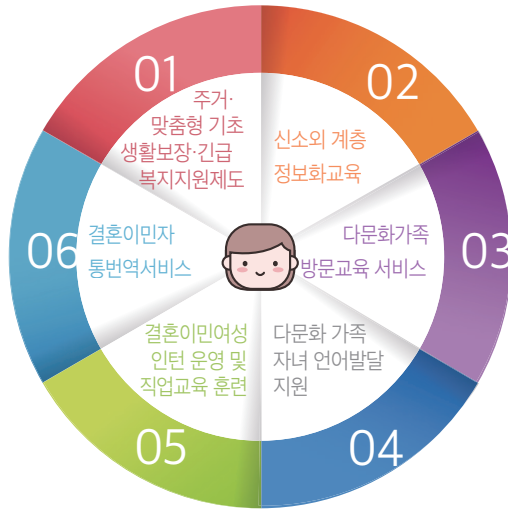 01
주거·
맞춤형 기초
생활보장·긴급
복지지원제도
02
신소외 계층
정보화교육
03
다문화가족
방문교육 서비스
04
다문화 가족
자녀 언어발달
지원
05
결혼이민여성
인턴 운영 및
직업교육 훈련
06
결혼이민자
통번역서비스